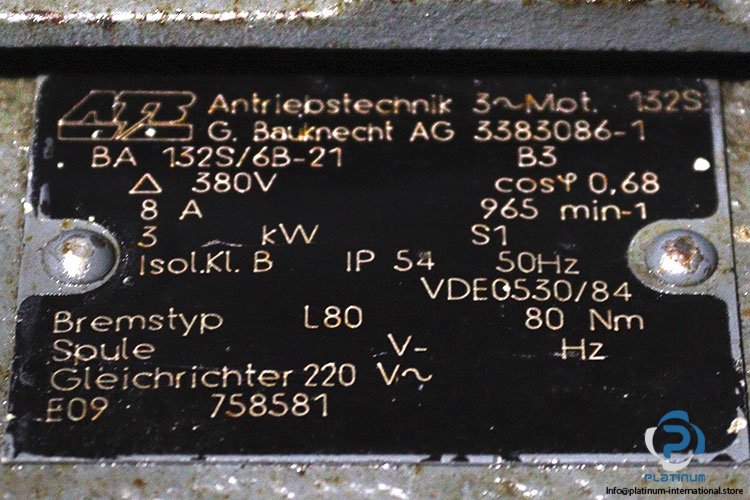 ATB Antriebstechnik 3~Mot. 132S
G. Bauknecht AG 3383086-1
BA 132S/6B-21 B3
△ 380V cosφ 0,68
8 A 965 min-1
3 kW S1
Isol.Kl. B IP 54 50Hz
VDE0530/84
Bremstyp L80 80 Nm
Spule V- Hz
Gleichrichter 220 V~
E09 758581
PLATINUM
Info@platinum-international.store